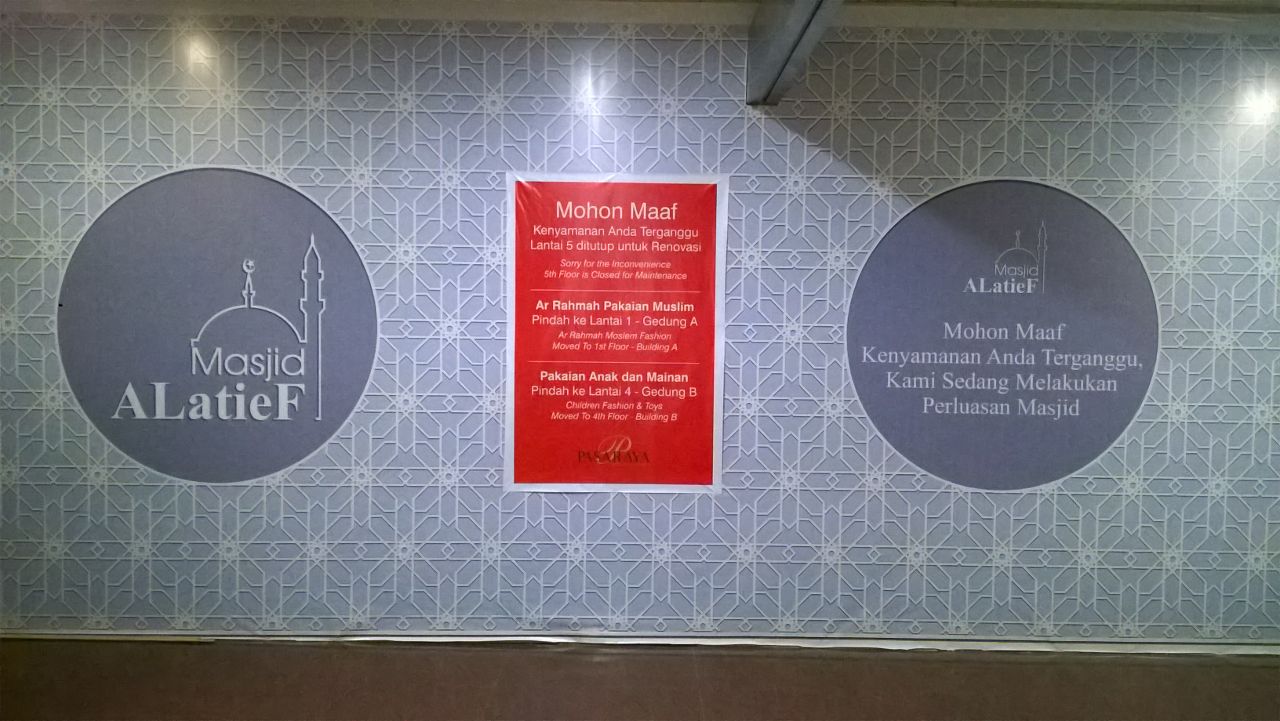 Masjid
ALatieF
Mohon Maaf
Kenyamanan Anda Terganggu
Lantai 5 ditutup untuk Renovasi
Sorry for the Inconvenience
5th Floor is Closed for Maintenance
Ar Rahmah Pakaian Muslim
Pindah ke Lantai 1 - Gedung A
Ar Rahmah Moslem Fashion
Moved To 1st Floor - Building A
Pakaian Anak dan Mainan
Pindah ke Lantai 4 - Gedung B
Children Fashion & Toys
Moved To 4th Floor - Building B
PASARAYA
Masjid
ALatieF
Mohon Maaf
Kenyamanan Anda Terganggu,
Kami Sedang Melakukan
Perluasan Masjid